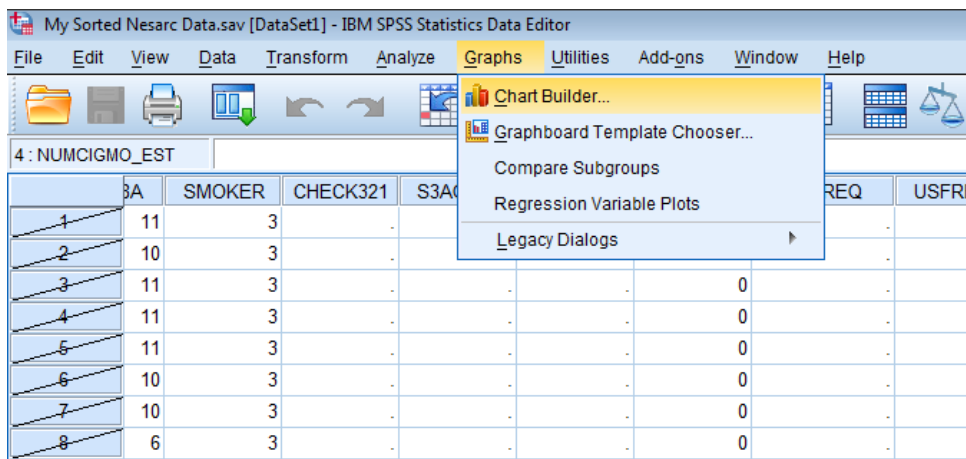 My Sorted Nesarc Data.sav [DataSet1] - IBM SPSS Statistics Data Editor
File Edit View Data Transform Analyze Graphs Utilities Add-ons Window Help
Chart Builder...
Graphboard Template Chooser...
Compare Subgroups
Regression Variable Plots
Legacy Dialogs
4 : NUMCIGMO_EST
3A SMOKER CHECK321 S3A REQ USFR
1 11 3 . .
2 10 3 . .
3 11 3 . . . 0 .
4 11 3 . . . 0 .
5 11 3 . . . 0 .
6 10 3 . . . 0 .
7 10 3 . . . 0 .
8 6 3 . . . 0 .